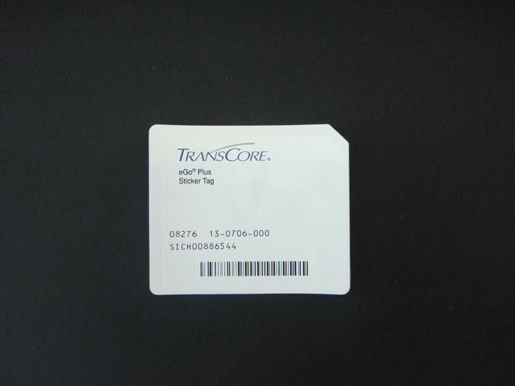 TRANSCORE®
eGo® Plus
Sticker Tag
08276 13-0706-000
SICH00886544